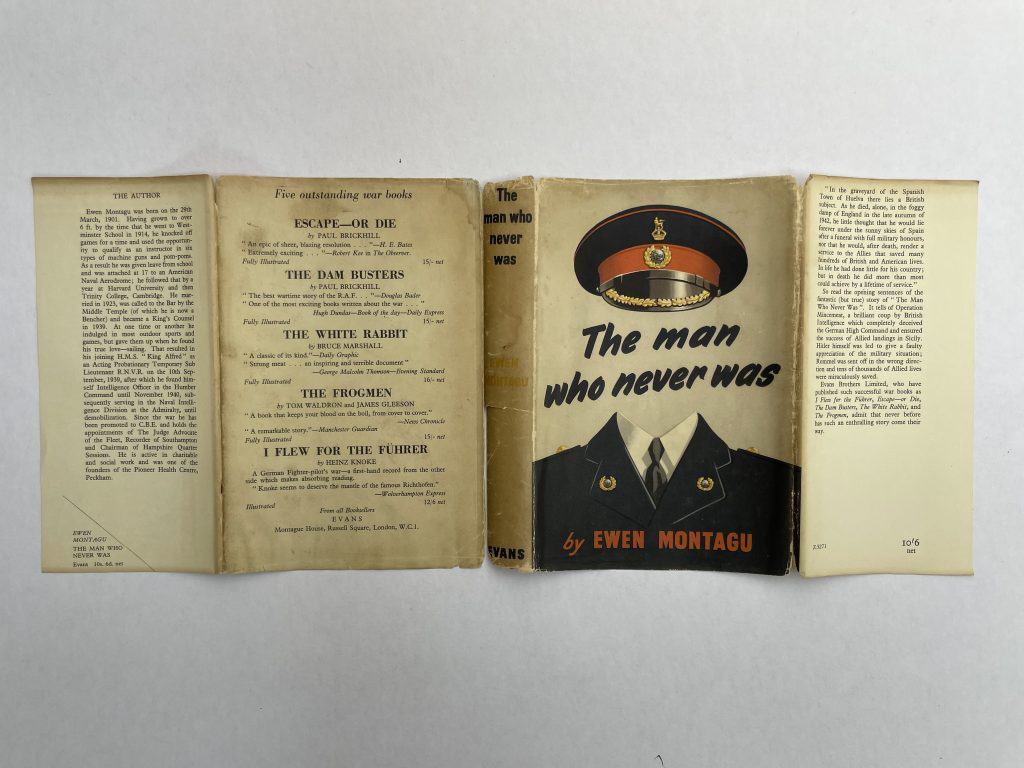 THE AUTHOR
Ewen Montagu was born on the 29th
March, 1901. Having grown to over
6 ft. by the time that he went to West-
minster School in 1914, he knocked off
games for a time and used the opportun-
ity to qualify as an instructor in six
types of machine guns and pom-poms.
As a result he was given leave from school
and was attached at 17 to an American
Naval Aerodrome; he followed that by a
year at Harvard University and then
Trinity College, Cambridge. He mar-
ried in 1923, was called to the Bar by the
Middle Temple (of which he is now a
Bencher) and became a King's Counsel
in 1939. At one time or another he
indulged in most outdoor sports and
games, but gave them up when he found
his true love—sailing. That resulted in
his joining H.M.S. "King Alfred" as
an Acting Probationary Temporary Sub
Lieutenant R.N.V.R. on the 10th Sep-
tember, 1939, after which he found him-
self Intelligence Officer in the Humber
Command until November 1940, sub-
sequently serving in the Naval Intelli-
gence Division at the Admiralty, until
demobilization. Since the war he has
been promoted to C.B.E. and holds the
appointments of The Judge Advocate
of the Fleet, Recorder of Southampton
and Chairman of Hampshire Quarter
Sessions. He is active in charitable
and social work and was one of the
founders of the Pioneer Health Centre,
Peckham.
EWEN
MONTAGU
THE MAN WHO
NEVER WAS
Evans 10s. 6d. net
Five outstanding war books
ESCAPE—OR DIE
by PAUL BRICKHILL
"An epic of sheer, blazing resolution . . ."—H. E. Bates
"Extremely exciting . . ."—Robert Kee in The Observer.
Fully Illustrated 15/- net
THE DAM BUSTERS
by PAUL BRICKHILL
"The best wartime story of the R.A.F. . ."—Douglas Bader
"One of the most exciting books written about the war . . ."
Hugh Dundas—Book of the day—Daily Express
Fully Illustrated 15/- net
THE WHITE RABBIT
by BRUCE MARSHALL
"A classic of its kind."—Daily Graphic
"Strong meat . . . an inspiring and terrible document"
—George Malcolm Thomson—Evening Standard
Fully Illustrated 16/- net
THE FROGMEN
by TOM WALDRON and JAMES GLEESON
"A book that keeps your blood on the boil, from cover to cover."
—News Chronicle
"A remarkable story."—Manchester Guardian
Fully Illustrated 15/- net
I FLEW FOR THE FÜHRER
by HEINZ KNOKE
A German Fighter-pilot's war—a first-hand record from the other
side which makes absorbing reading.
"Knoke seems to deserve the mantle of the famous Richthofen."
—Wolverhampton Express
Illustrated 12/6 net
From all Booksellers
EVANS
Montague House, Russell Square, London, W.C.1.
The
man who
never
was
EWEN
MONTAGU
EVANS
The man
who never was
by EWEN MONTAGU
"In the graveyard of the Spanish
Town of Huelva there lies a British
subject. As he died, alone, in the foggy
damp of England in the late autumn of
1942, he little thought that he would lie
forever under the sunny skies of Spain
after a funeral with full military honours,
nor that he would, after death, render a
service to the Allies that saved many
hundreds of British and American lives.
In life he had done little for his country;
but in death he did more than most
could achieve by a lifetime of service."
So read the opening sentences of the
fantastic (but true) story of "The Man
Who Never Was". It tells of Operation
Mincemeat, a brilliant coup by British
Intelligence which completely deceived
the German High Command and ensured
the success of Allied landings in Sicily.
Hitler himself was led to give a faulty
appreciation of the military situation;
Rommel was sent off in the wrong direc-
tion and tens of thousands of Allied lives
were miraculously saved.
Evans Brothers Limited, who have
published such successful war books as
I Flew for the Führer, Escape—or Die,
The Dam Busters, The White Rabbit, and
The Frogmen, admit that never before
has such an enthralling story come their
way.
Z.5271
10'6
net